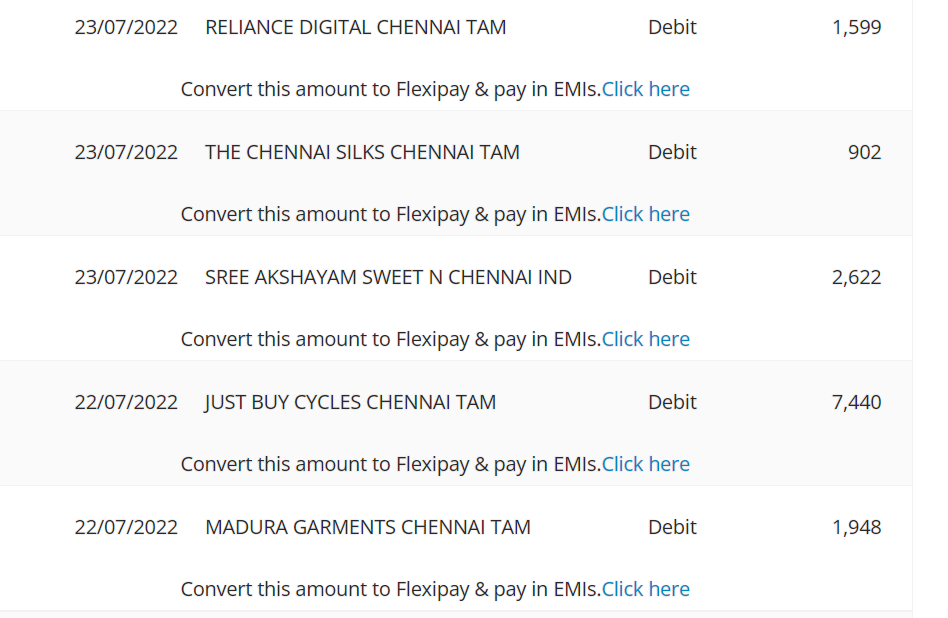 23/07/2022 RELIANCE DIGITAL CHENNAI TAM Debit 1,599
Convert this amount to Flexipay & pay in EMIs.Click here
23/07/2022 THE CHENNAI SILKS CHENNAI TAM Debit 902
Convert this amount to Flexipay & pay in EMIs.Click here
23/07/2022 SREE AKSHAYAM SWEET N CHENNAI IND Debit 2,622
Convert this amount to Flexipay & pay in EMIs.Click here
22/07/2022 JUST BUY CYCLES CHENNAI TAM Debit 7,440
Convert this amount to Flexipay & pay in EMIs.Click here
22/07/2022 MADURA GARMENTS CHENNAI TAM Debit 1,948
Convert this amount to Flexipay & pay in EMIs.Click here